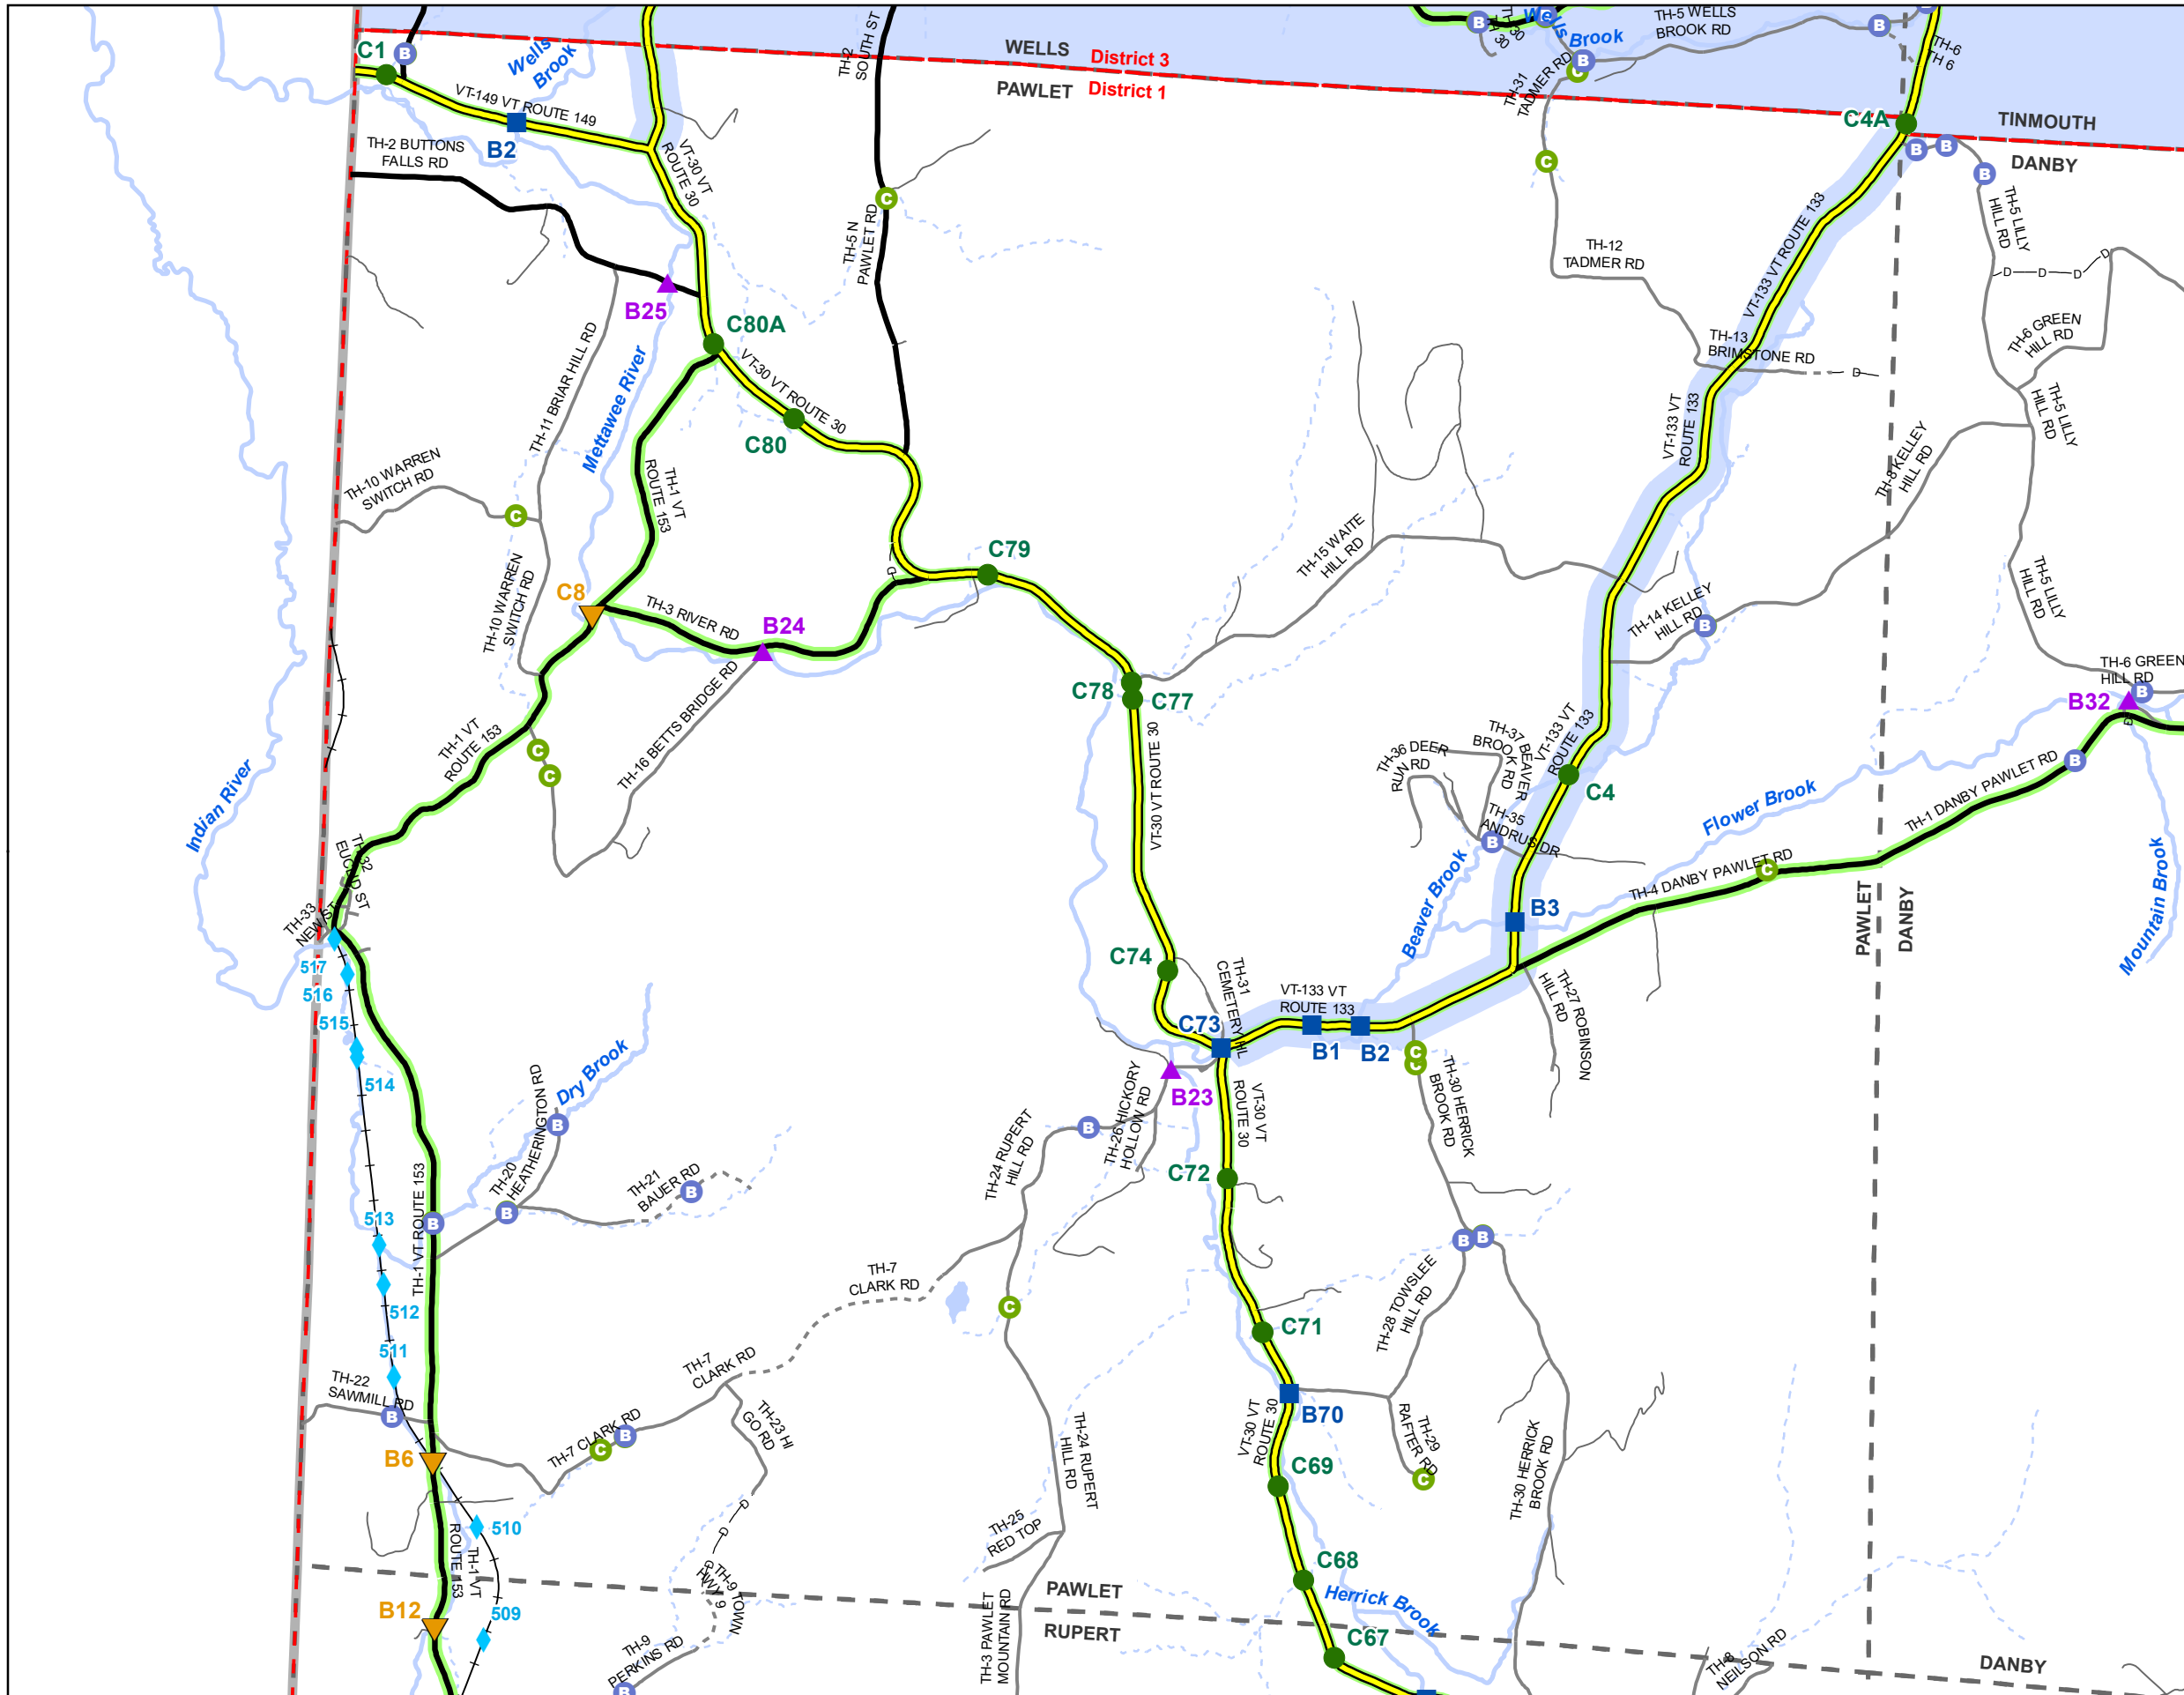 C1
B
Wells
Brook
TH-2
SOUTH ST
WELLS
District 3
PAWLET
District 1
TH 30
TH-30
Wells
Brook
B
TH-5 WELLS
BROOK RD
B
TH-6
TH 6
TH-31
TADMER RD
B
C
VT-149 VT ROUTE 149
B2
TH-2 BUTTONS
FALLS RD
VT-30 VT
ROUTE 30
C4A
TINMOUTH
DANBY
B
B
B
C
C
TH-5 N
PAWLET RD
TH-12
TADMER RD
VT-133 VT ROUTE 133
TH-5 LILLY
HILL RD
D
D
D
D
B25
C80A
TH-13
BRIMSTONE RD
D
TH-6 GREEN
HILL RD
Mettawee River
TH-11 BRIAR HILL RD
VT-30 VT ROUTE 30
C80
VT-133 VT
ROUTE 133
TH-5 LILLY
HILL RD
TH-8 KELLEY
HILL RD
TH-10 WARREN
SWITCH RD
C
TH-1 VT
ROUTE 153
D
C79
TH-15 WAITE
HILL RD
TH-10 WARREN
SWITCH RD
C8
TH-3 RIVER RD
B24
TH-14 KELLEY
HILL RD
B
TH-5 LILLY
HILL RD
TH-6 GREEN
HILL RD
B
B32
D
C78
C77
TH-16 BETTS BRIDGE RD
TH-1 VT
ROUTE 153
C
C
VT-30 VT ROUTE 30
TH-36 DEER
RUN RD
TH-37 BEAVER
BROOK RD
VT-133 VT
ROUTE 133
C4
B
TH-1 DANBY PAWLET RD
Flower Brook
TH-35
ANDRUS DR
B
Indian River
TH-32
EUCLID ST
TH-33
NEW ST
Beaver Brook
TH-4 DANBY PAWLET RD
C
PAWLET
DANBY
Mountain Brook
B3
517
516
515
514
C74
TH-31
CEMETERY HL
VT-133 VT
ROUTE 133
C73
B1
B2
TH-27 ROBINSON
HILL RD
C
C
TH-30 HERRICK
BROOK RD
Dry Brook
TH-20
HEATHERINGTON RD
B
B23
TH-26 HICKORY
HOLLOW RD
VT-30 VT
ROUTE 30
B
TH-24 RUPERT
HILL RD
C72
TH-21
BAUER RD
B
B
B
TH-1 VT ROUTE 153
513
512
511
B
B
TH-28 TOWSLEE
HILL RD
TH-7
CLARK RD
C
C71
TH-7
CLARK RD
TH-22
SAWMILL RD
B
B6
TH-7 CLARK RD
C
B
TH-23 HI
GO RD
TH-24 RUPERT
HILL RD
VT-30 VT
ROUTE 30
B70
TH-29
RAFTER RD
C
C69
TH-30 HERRICK
BROOK RD
510
D
D
D
TH-25
RED TOP
TH-1 VT
ROUTE 153
TH-9 TOWN
HWY 9
C68
PAWLET
RUPERT
Herrick Brook
B12
509
TH-9
PERKINS RD
B
TH-3 PAWLET
MOUNTAIN RD
C67
TH-8
NEILSON RD
DANBY